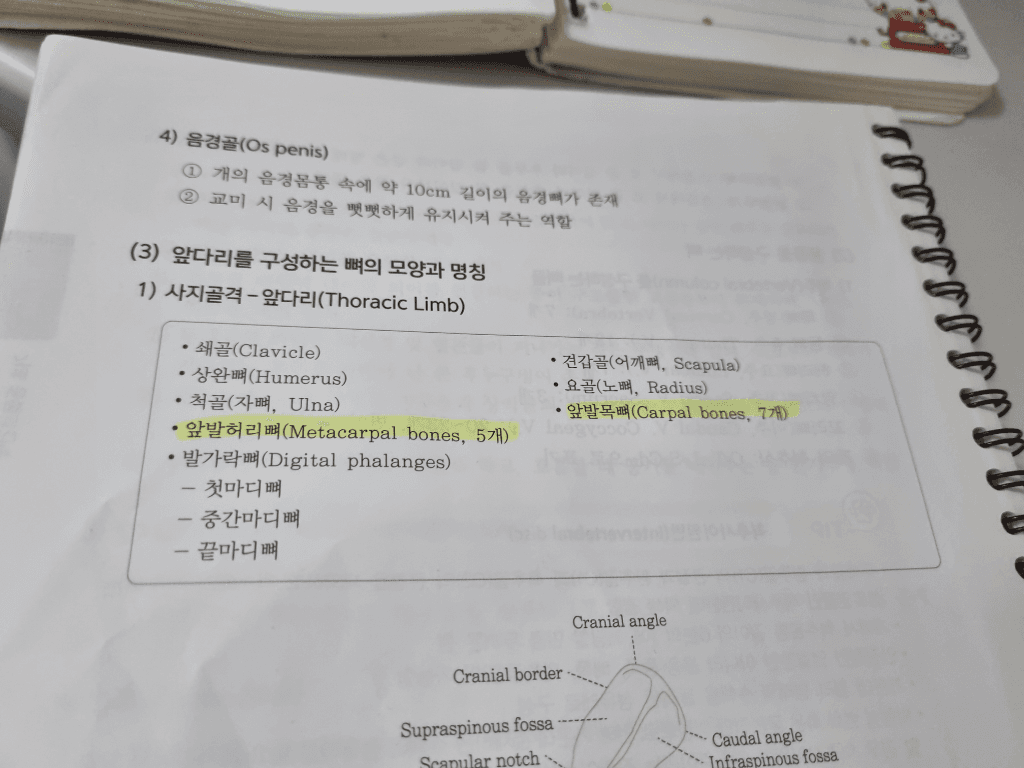 4) 음경골(Os penis)
① 개의 음경몸통 속에 약 10cm 길이의 음경뼈가 존재
② 교미 시 음경을 뻣뻣하게 유지시켜 주는 역할
(3) 앞다리를 구성하는 뼈의 모양과 명칭
1) 사지골격 – 앞다리(Thoracic Limb)
• 쇄골(Clavicle)
• 견갑골(어깨뼈, Scapula)
• 상완뼈(Humerus)
• 요골(노뼈, Radius)
• 척골(자뼈, Ulna)
• 앞발목뼈(Carpal bones, 7개)
• 앞발허리뼈(Metacarpal bones, 5개)
• 발가락뼈(Digital phalanges)
– 첫마디뼈
– 중간마디뼈
– 끝마디뼈
Cranial angle
Cranial border
Supraspinous fossa
Caudal angle
Scapular notch
Infraspinous fossa